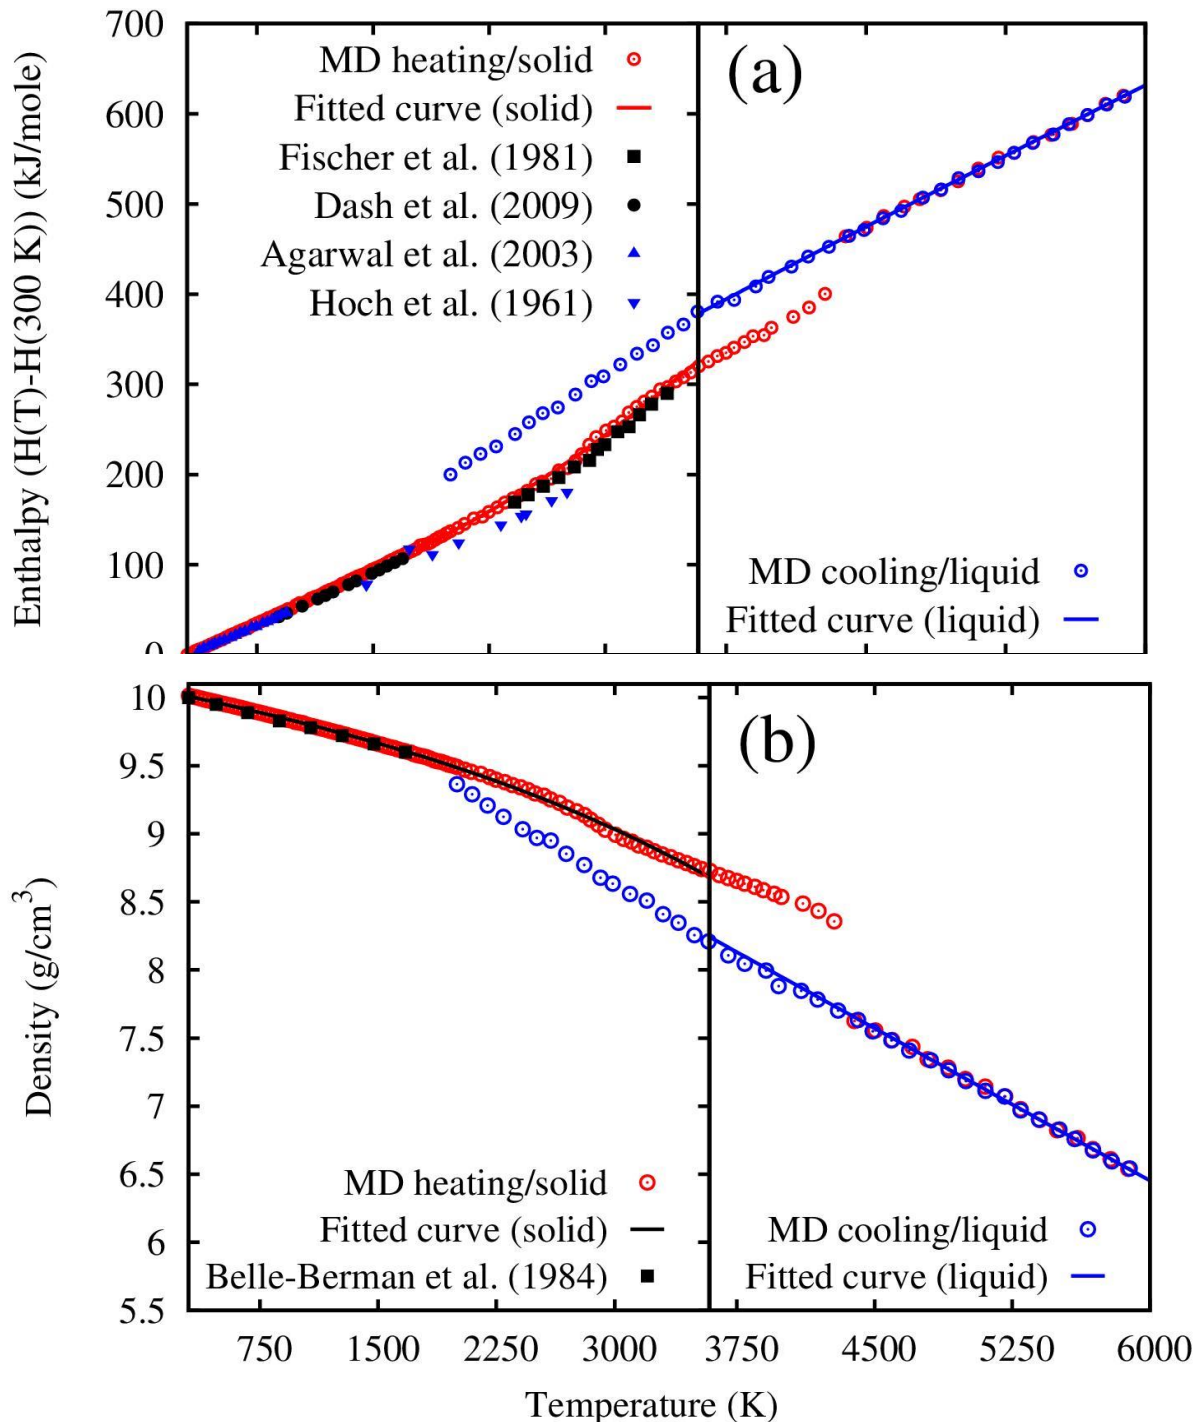 Enthalpy (H(T)-H(300 K)) (kJ/mole)
700
600
500
400
300
200
100
0
(a)
MD heating/solid
Fitted curve (solid)
Fischer et al. (1981)
Dash et al. (2009)
Agarwal et al. (2003)
Hoch et al. (1961)
MD cooling/liquid
Fitted curve (liquid)
Density (g/cm³)
10
9.5
9
8.5
8
7.5
7
6.5
6
5.5
(b)
MD heating/solid
Fitted curve (solid)
Belle-Berman et al. (1984)
MD cooling/liquid
Fitted curve (liquid)
750 1500 2250 3000 3750 4500 5250 6000
Temperature (K)